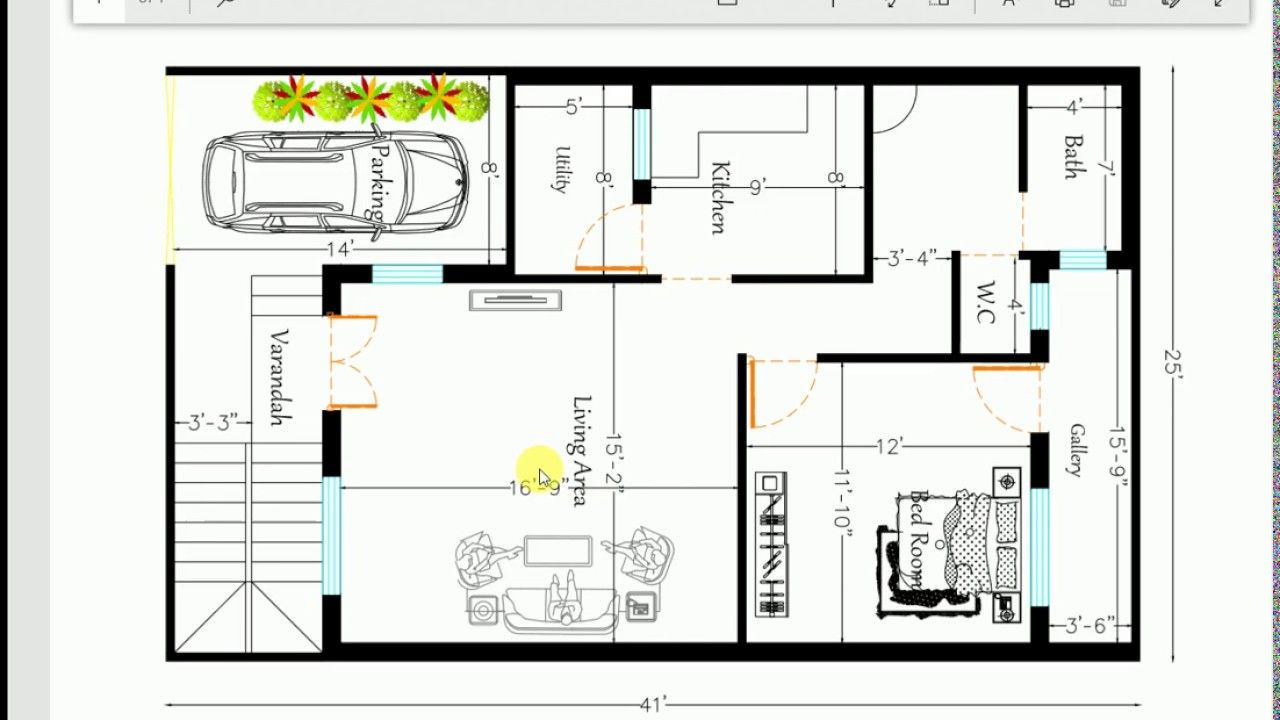 5'
4'
Parking
8'
Utility
8'
Kitchen
9'
8'
Bath
7'
14'
3'-4"
W.C
4'
Varandah
3'-3"
Living Area
15'-2"
16'-9"
12'
11'-10"
Bed Room
Gallery
15'-9"
3'-6"
25'
41'